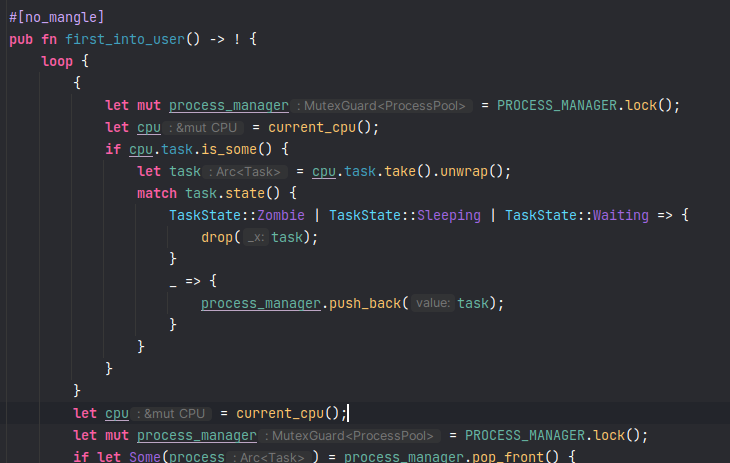 #[no_mangle]
pub fn first_into_user() -> ! {
loop {
{
let mut process_manager : MutexGuard<ProcessPool> = PROCESS_MANAGER.lock();
let cpu : &mut CPU = current_cpu();
if cpu.task.is_some() {
let task : Arc<Task> = cpu.task.take().unwrap();
match task.state() {
TaskState::Zombie | TaskState::Sleeping | TaskState::Waiting => {
drop( _x: task);
}
_ => {
process_manager.push_back( value: task);
}
}
}
}
let cpu : &mut CPU = current_cpu();
let mut process_manager : MutexGuard<ProcessPool> = PROCESS_MANAGER.lock();
if let Some(process : Arc<Task> ) = process_manager.pop_front() {